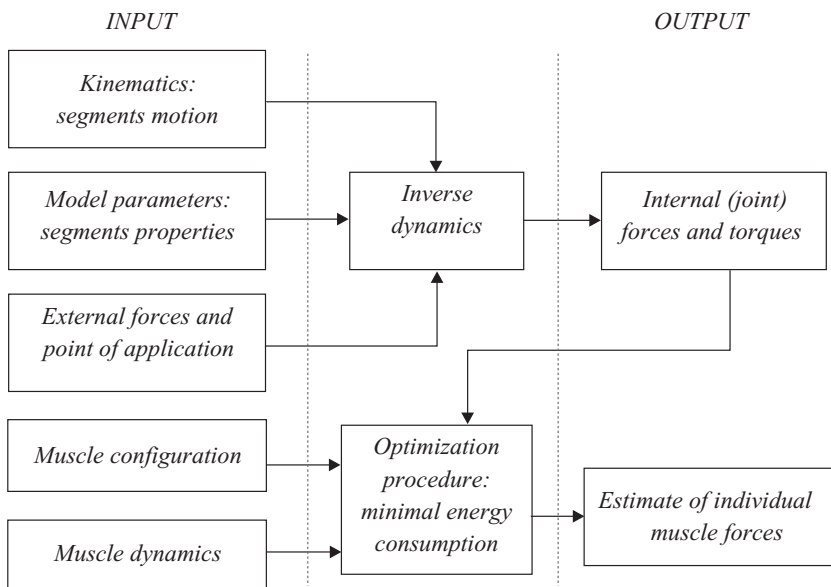 INPUT
OUTPUT
Kinematics:
segments motion
Model parameters:
segments properties
Inverse
dynamics
Internal (joint)
forces and torques
External forces and
point of application
Muscle configuration
Muscle dynamics
Optimization
procedure:
minimal energy
consumption
Estimate of individual
muscle forces